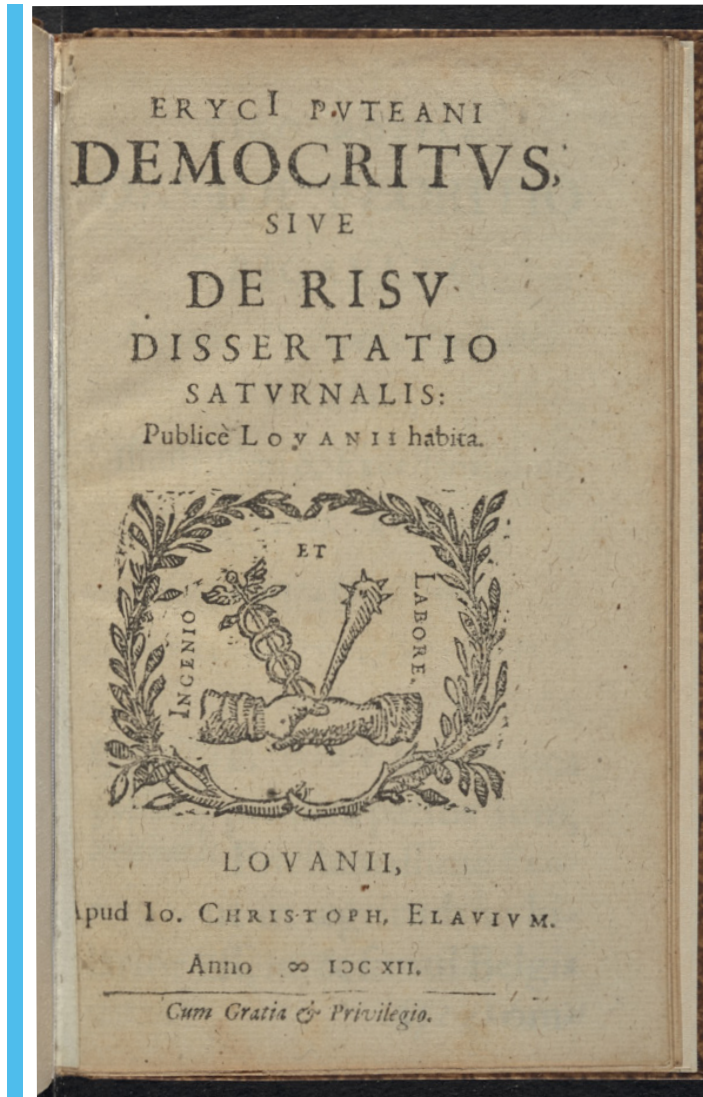 ERYCI PVTEANI
DEMOCRITVS,
SIVE
DE RISV
DISSERTATIO
SATVRNALIS:
Publicè LOVANII habita.
ET
INGENIO
LABORE.
LOVANII,
Apud Io. CHRISTOPH. FLAVIVM.
Anno ∞ IↃC XII.
Cum Gratia & Privilegio.